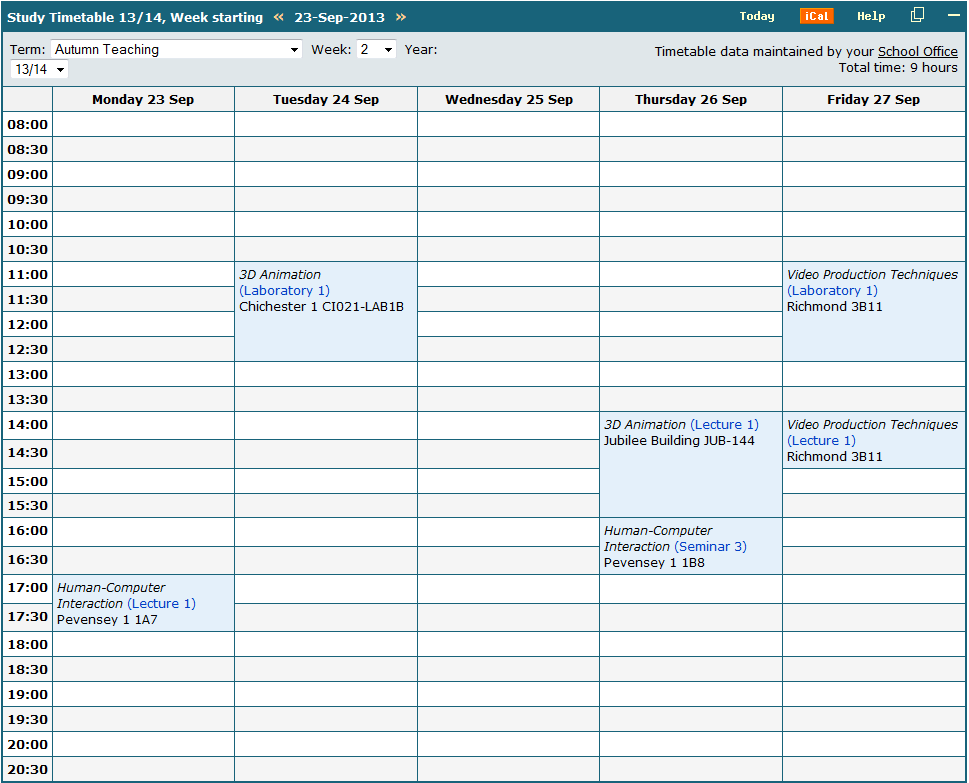 Study Timetable 13/14, Week starting « 23-Sep-2013 » Today iCal Help
Term: Autumn Teaching Week: 2 Year:
13/14
Timetable data maintained by your School Office
Total time: 9 hours
Monday 23 Sep Tuesday 24 Sep Wednesday 25 Sep Thursday 26 Sep Friday 27 Sep
08:00
08:30
09:00
09:30
10:00
10:30
11:00
11:30
12:00
12:30
13:00
13:30
14:00
14:30
15:00
15:30
16:00
16:30
17:00
17:30
18:00
18:30
19:00
19:30
20:00
20:30
Human-Computer
Interaction (Lecture 1)
Pevensey 1 1A7
3D Animation
(Laboratory 1)
Chichester 1 CI021-LAB1B
3D Animation (Lecture 1)
Jubilee Building JUB-144
Human-Computer
Interaction (Seminar 3)
Pevensey 1 1B8
Video Production Techniques
(Laboratory 1)
Richmond 3B11
Video Production Techniques
(Lecture 1)
Richmond 3B11